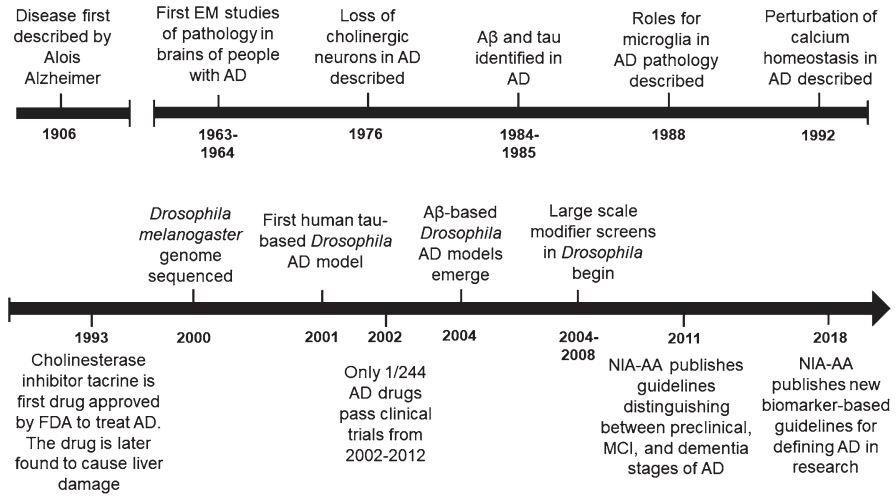 Disease first
described by
Alois
Alzheimer
1906
First EM studies
of pathology in
brains of people
with AD
1963-
1964
Loss of
cholinergic
neurons in AD
described
1976
Aβ and tau
identified in
AD
1984-
1985
Roles for
microglia in
AD pathology
described
1988
Perturbation of
calcium
homeostasis in
AD described
1992
1993
Cholinesterase
inhibitor tacrine is
first drug approved
by FDA to treat AD.
The drug is later
found to cause liver
damage
Drosophila
melanogaster
genome
sequenced
2000
First human tau-
based Drosophila
AD model
2001
2002
Only 1/244
AD drugs
pass clinical
trials from
2002-2012
Aβ-based
Drosophila
AD models
emerge
2004
Large scale
modifier screens
in Drosophila
begin
2004-
2008
2011
NIA-AA publishes
guidelines
distinguishing
between preclinical,
MCI, and dementia
stages of AD
2018
NIA-AA
publishes new
biomarker-based
guidelines for
defining AD in
research